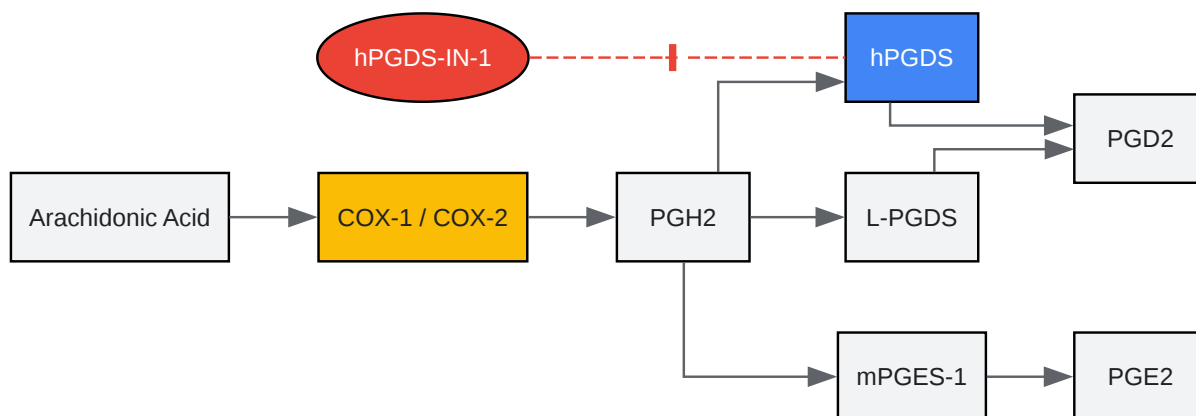 hPGDS-IN-1
hPGDS
PGD2
Arachidonic Acid
COX-1 / COX-2
PGH2
L-PGDS
mPGES-1
PGE2